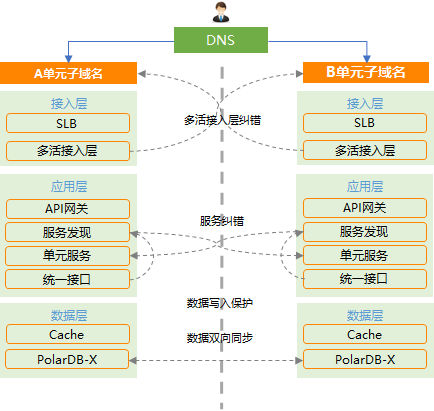 DNS
A单元子域名
B单元子域名
接入层
SLB
多活接入层
接入层
SLB
多活接入层
多活接入层纠错
应用层
API网关
服务发现
单元服务
统一接口
应用层
API网关
服务发现
单元服务
统一接口
服务纠错
数据写入保护
数据双向同步
数据层
Cache
PolarDB-X
数据层
Cache
PolarDB-X